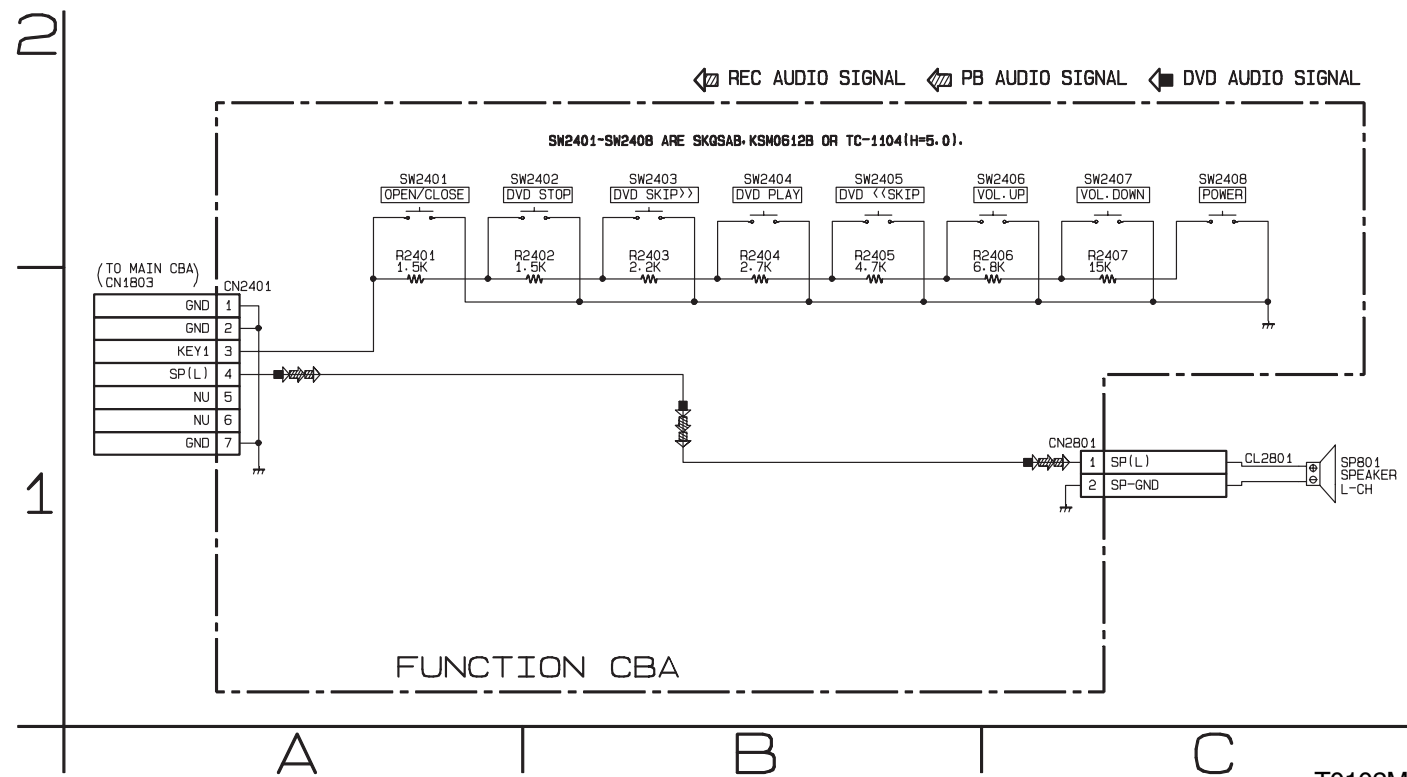 2
REC AUDIO SIGNAL PB AUDIO SIGNAL DVD AUDIO SIGNAL
SW2401~SW2408 ARE SKQSAB,KSM0612B OR TC-1104(H=5.0).
SW2401 SW2402 SW2403 SW2404 SW2405 SW2406 SW2407 SW2408
OPEN/CLOSE DVD STOP DVD SKIP>> DVD PLAY DVD <<SKIP VOL.UP VOL.DOWN POWER
R2401 R2402 R2403 R2404 R2405 R2406 R2407
1.5K 1.5K 2.2K 2.7K 4.7K 6.8K 15K
(TO MAIN CBA)
CN1803
CN2401
GND 1
GND 2
KEY1 3
SP(L) 4
NU 5
NU 6
GND 7
CN2801
1 SP(L)
2 SP-GND
CL2801
SP801
SPEAKER
L-CH
1
FUNCTION CBA
A B C